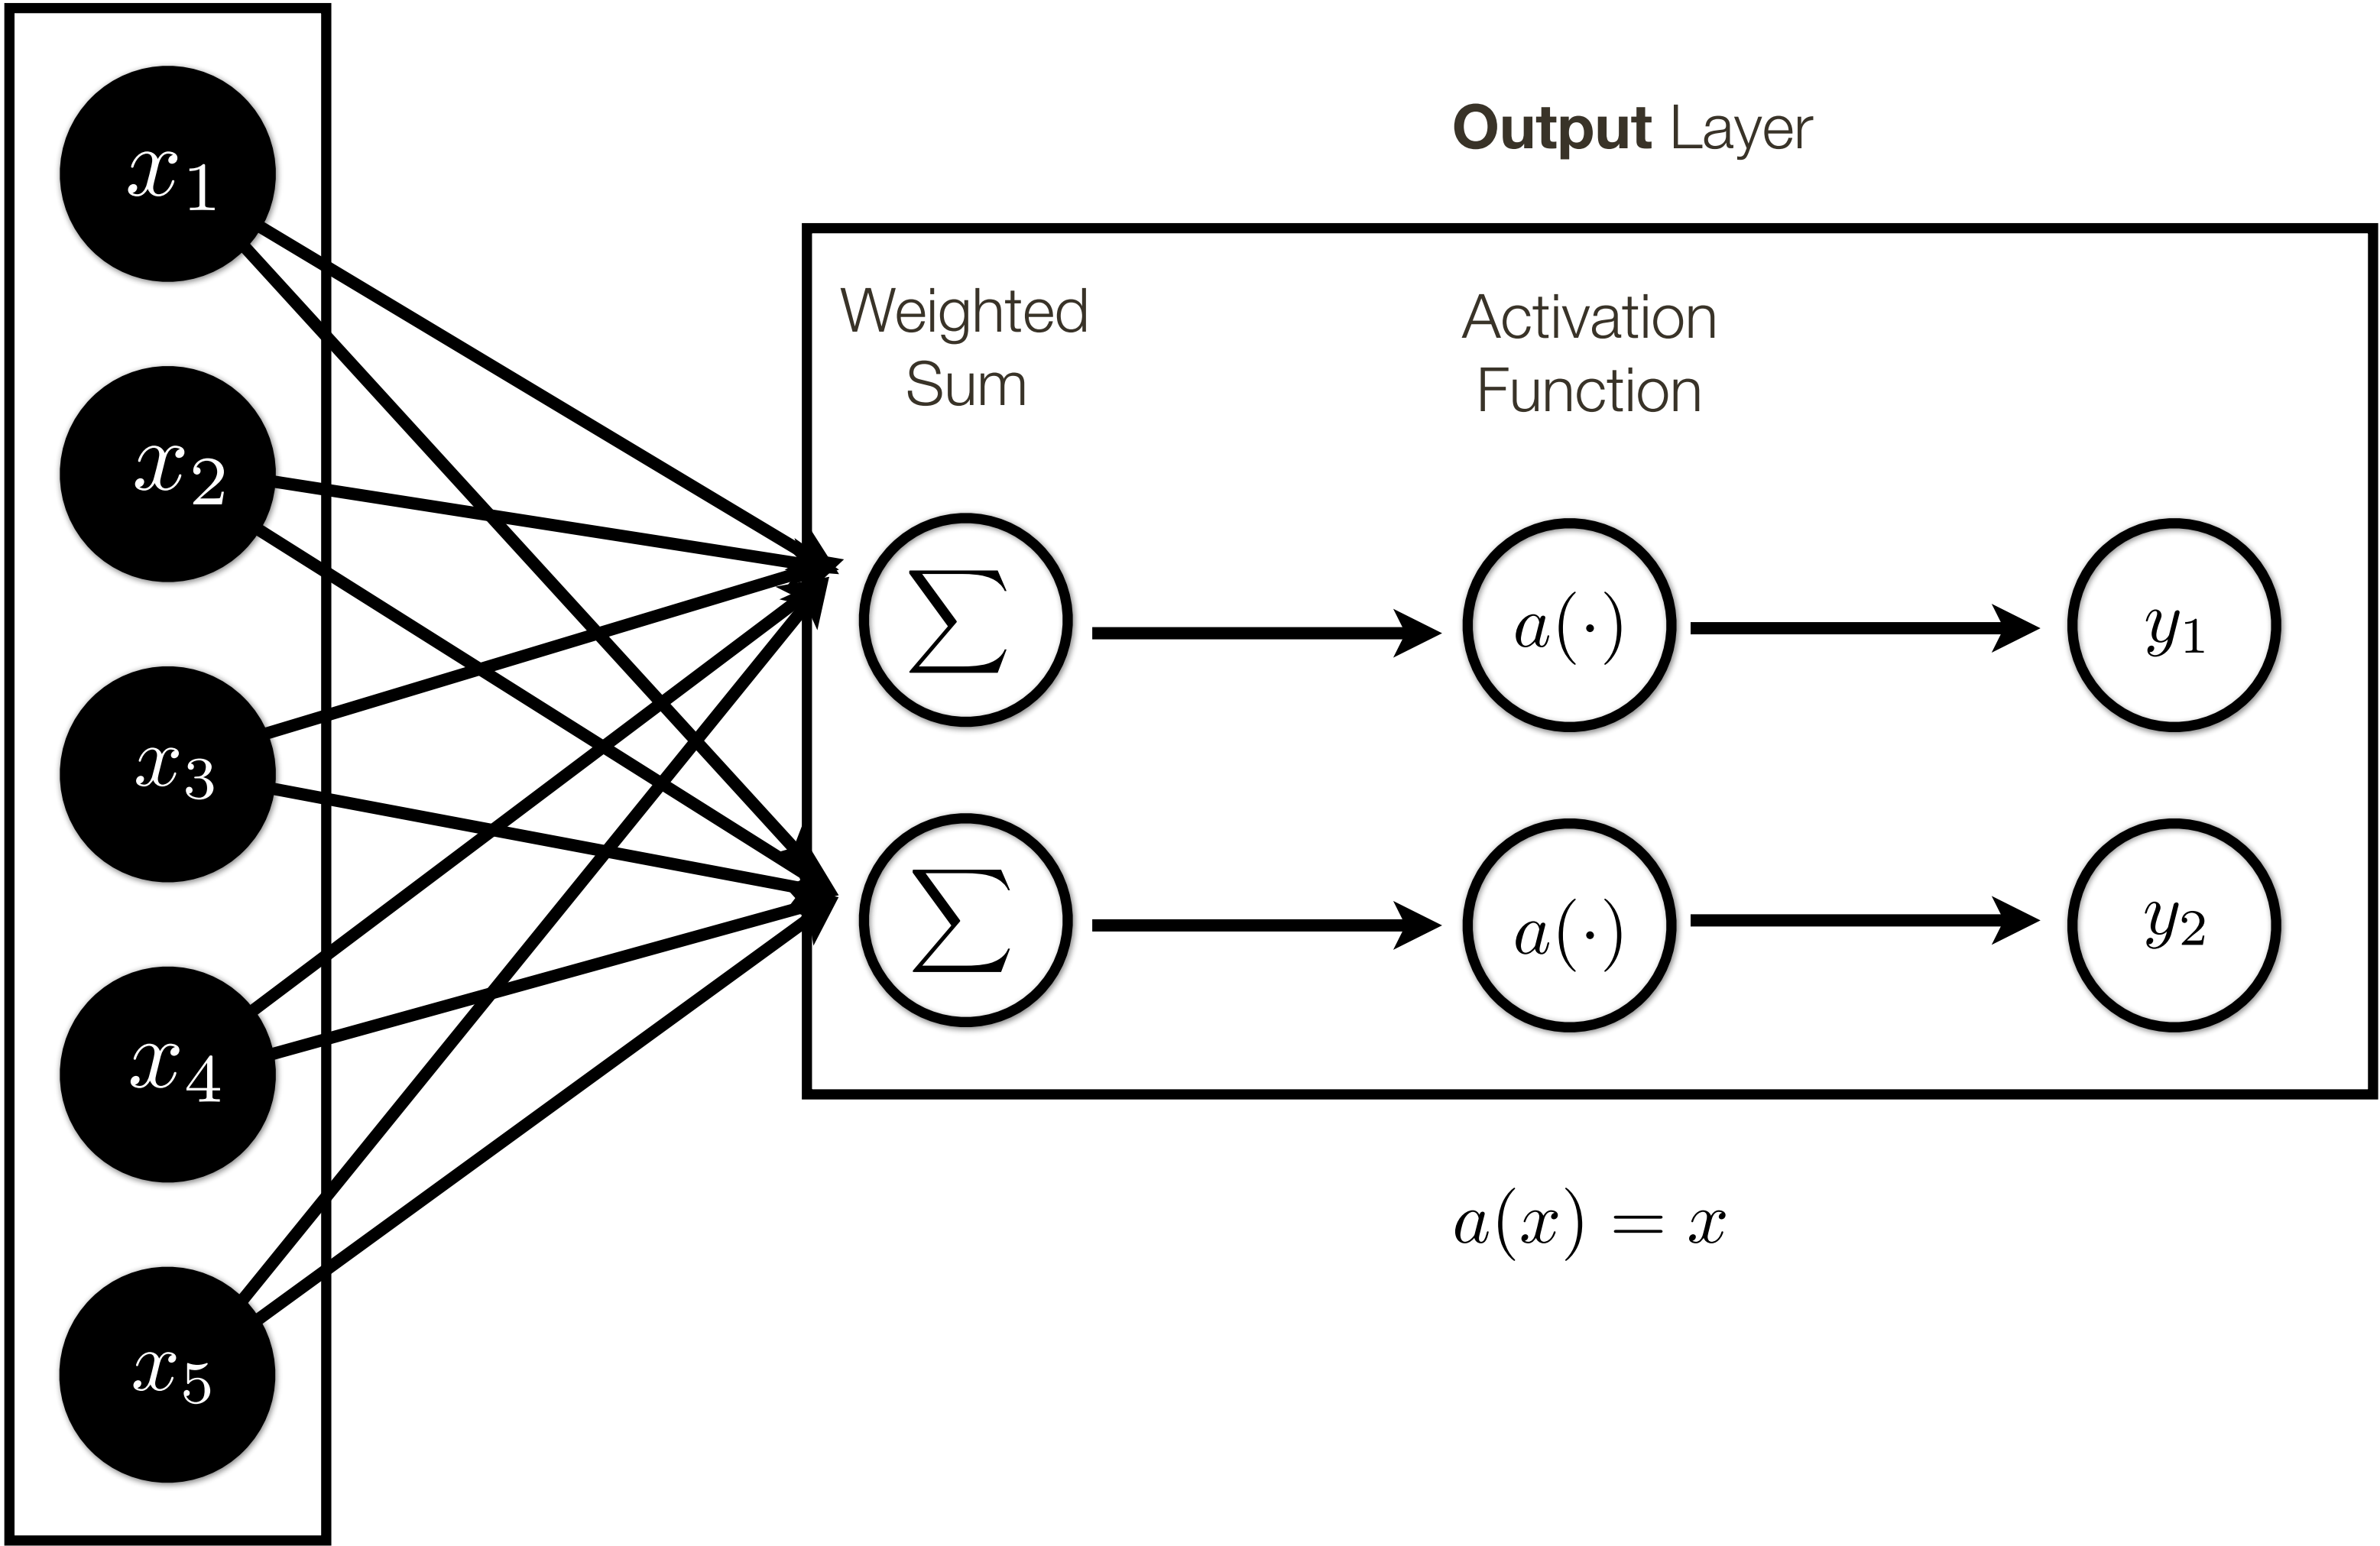 x1
x2
x3
x4
x5
Output Layer
Weighted
Sum
Activation
Function
∑
a(·)
y1
∑
a(·)
y2
a(x) = x